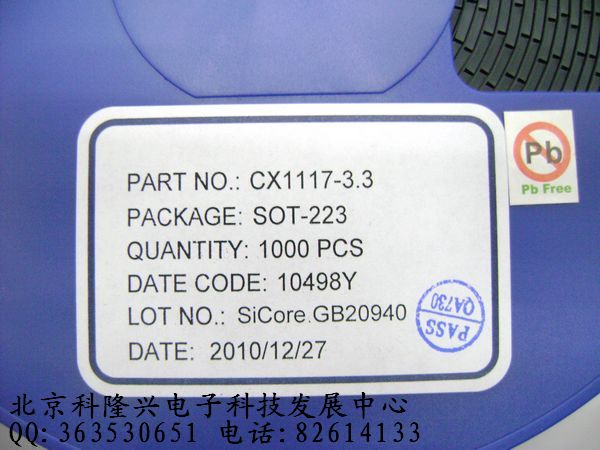 PART NO.: CX1117-3.3
PACKAGE: SOT-223
QUANTITY: 1000 PCS
DATE CODE: 10498Y
LOT NO.: SiCore.GB20940
DATE: 2010/12/27
Pb
Pb Free
QA730
PASS
北京科隆兴电子科技发展中心
QQ: 363530651 电话: 82614133